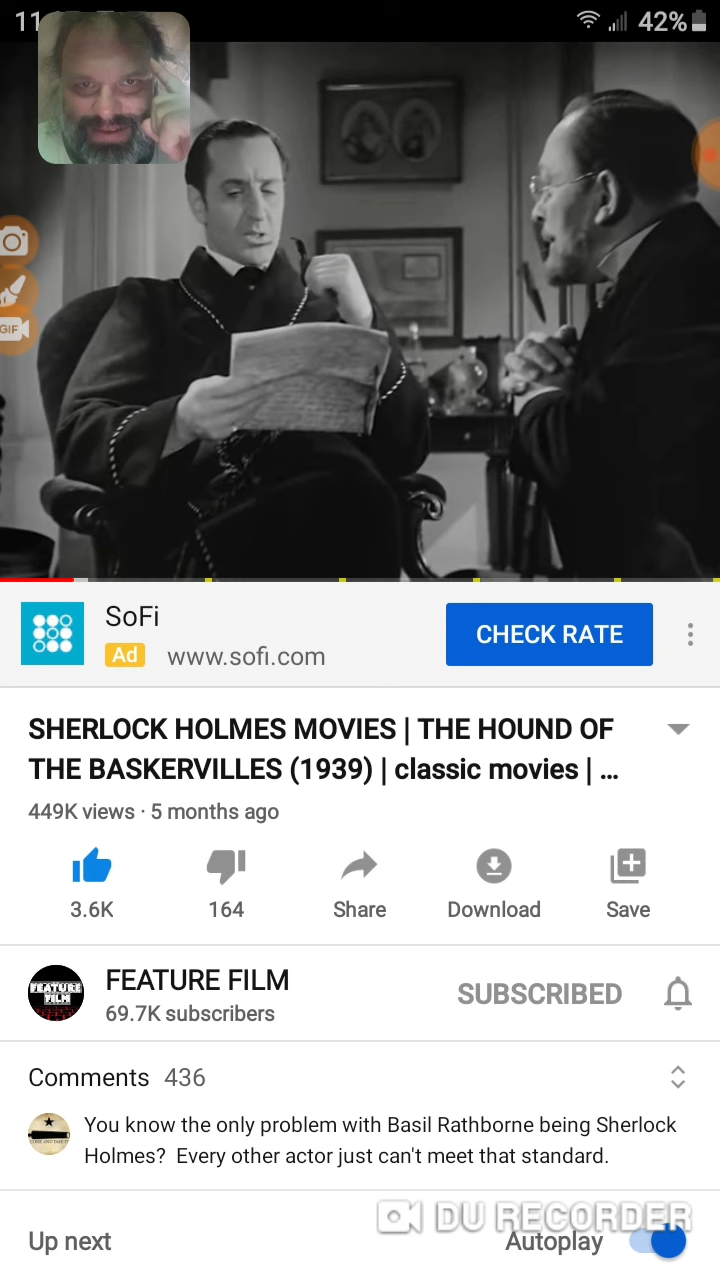 11
42%
GIF
SoFi
CHECK RATE
Ad www.sofi.com
SHERLOCK HOLMES MOVIES | THE HOUND OF
THE BASKERVILLES (1939) | classic movies | ...
449K views · 5 months ago
3.6K
164
Share
Download
Save
FEATURE FILM
FEATURE FILM
69.7K subscribers
SUBSCRIBED
Comments 436
You know the only problem with Basil Rathborne being Sherlock
Holmes? Every other actor just can't meet that standard.
DU RECORDER
Up next
Autoplay